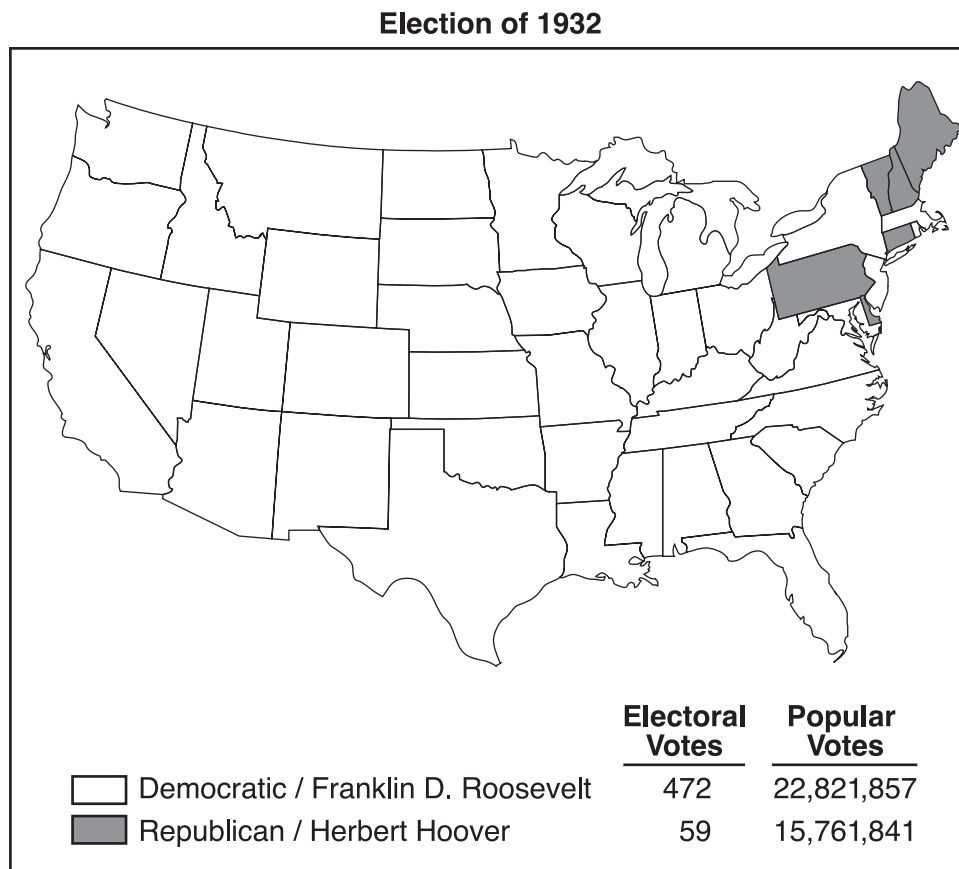 Election of 1932
Electoral Votes
Popular Votes
Democratic / Franklin D. Roosevelt 472 22,821,857
Republican / Herbert Hoover 59 15,761,841